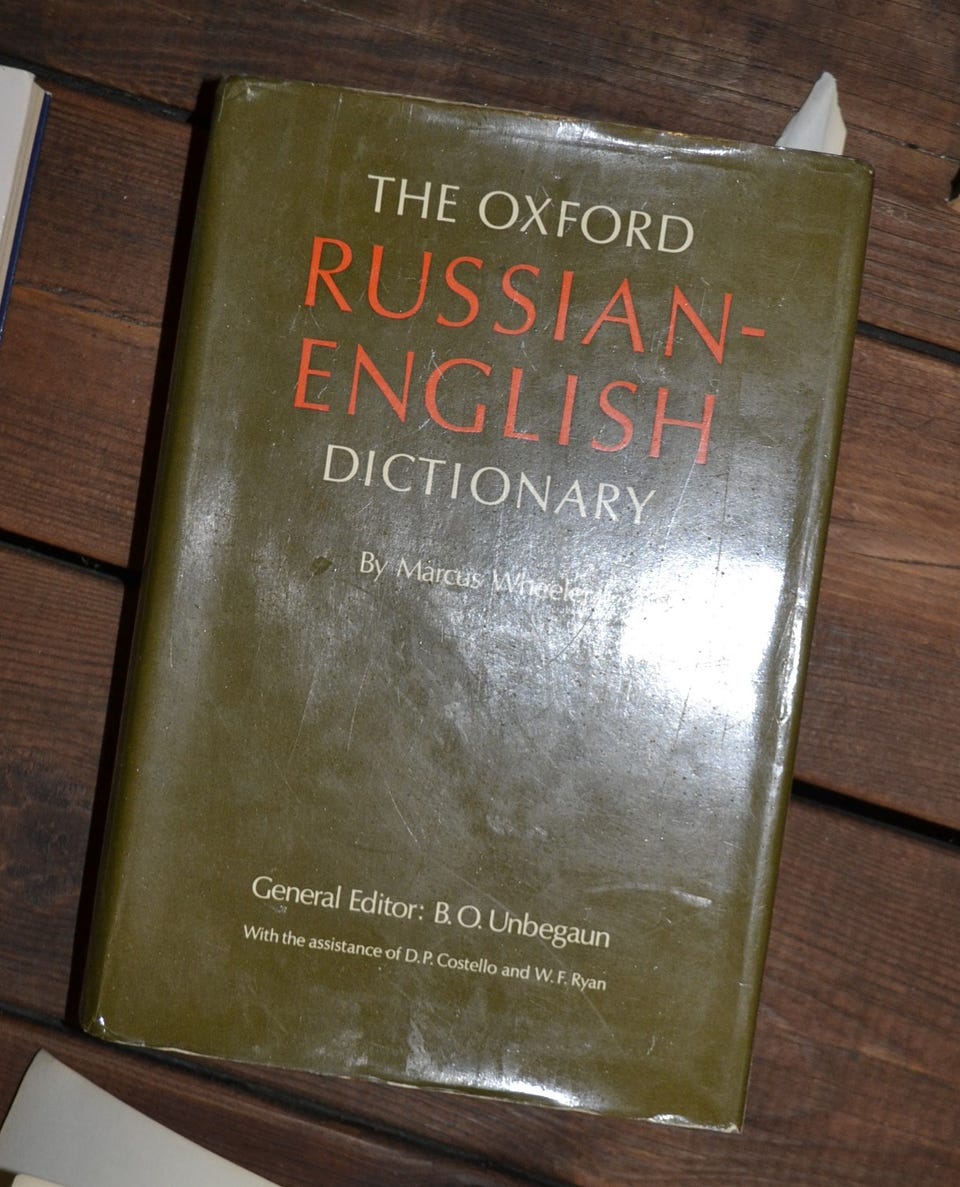 THE OXFORD
RUSSIAN-
ENGLISH
DICTIONARY
By Marcus Wheeler
General Editor: B. O. Unbegaun
With the assistance of D. P. Costello and W. F. Ryan